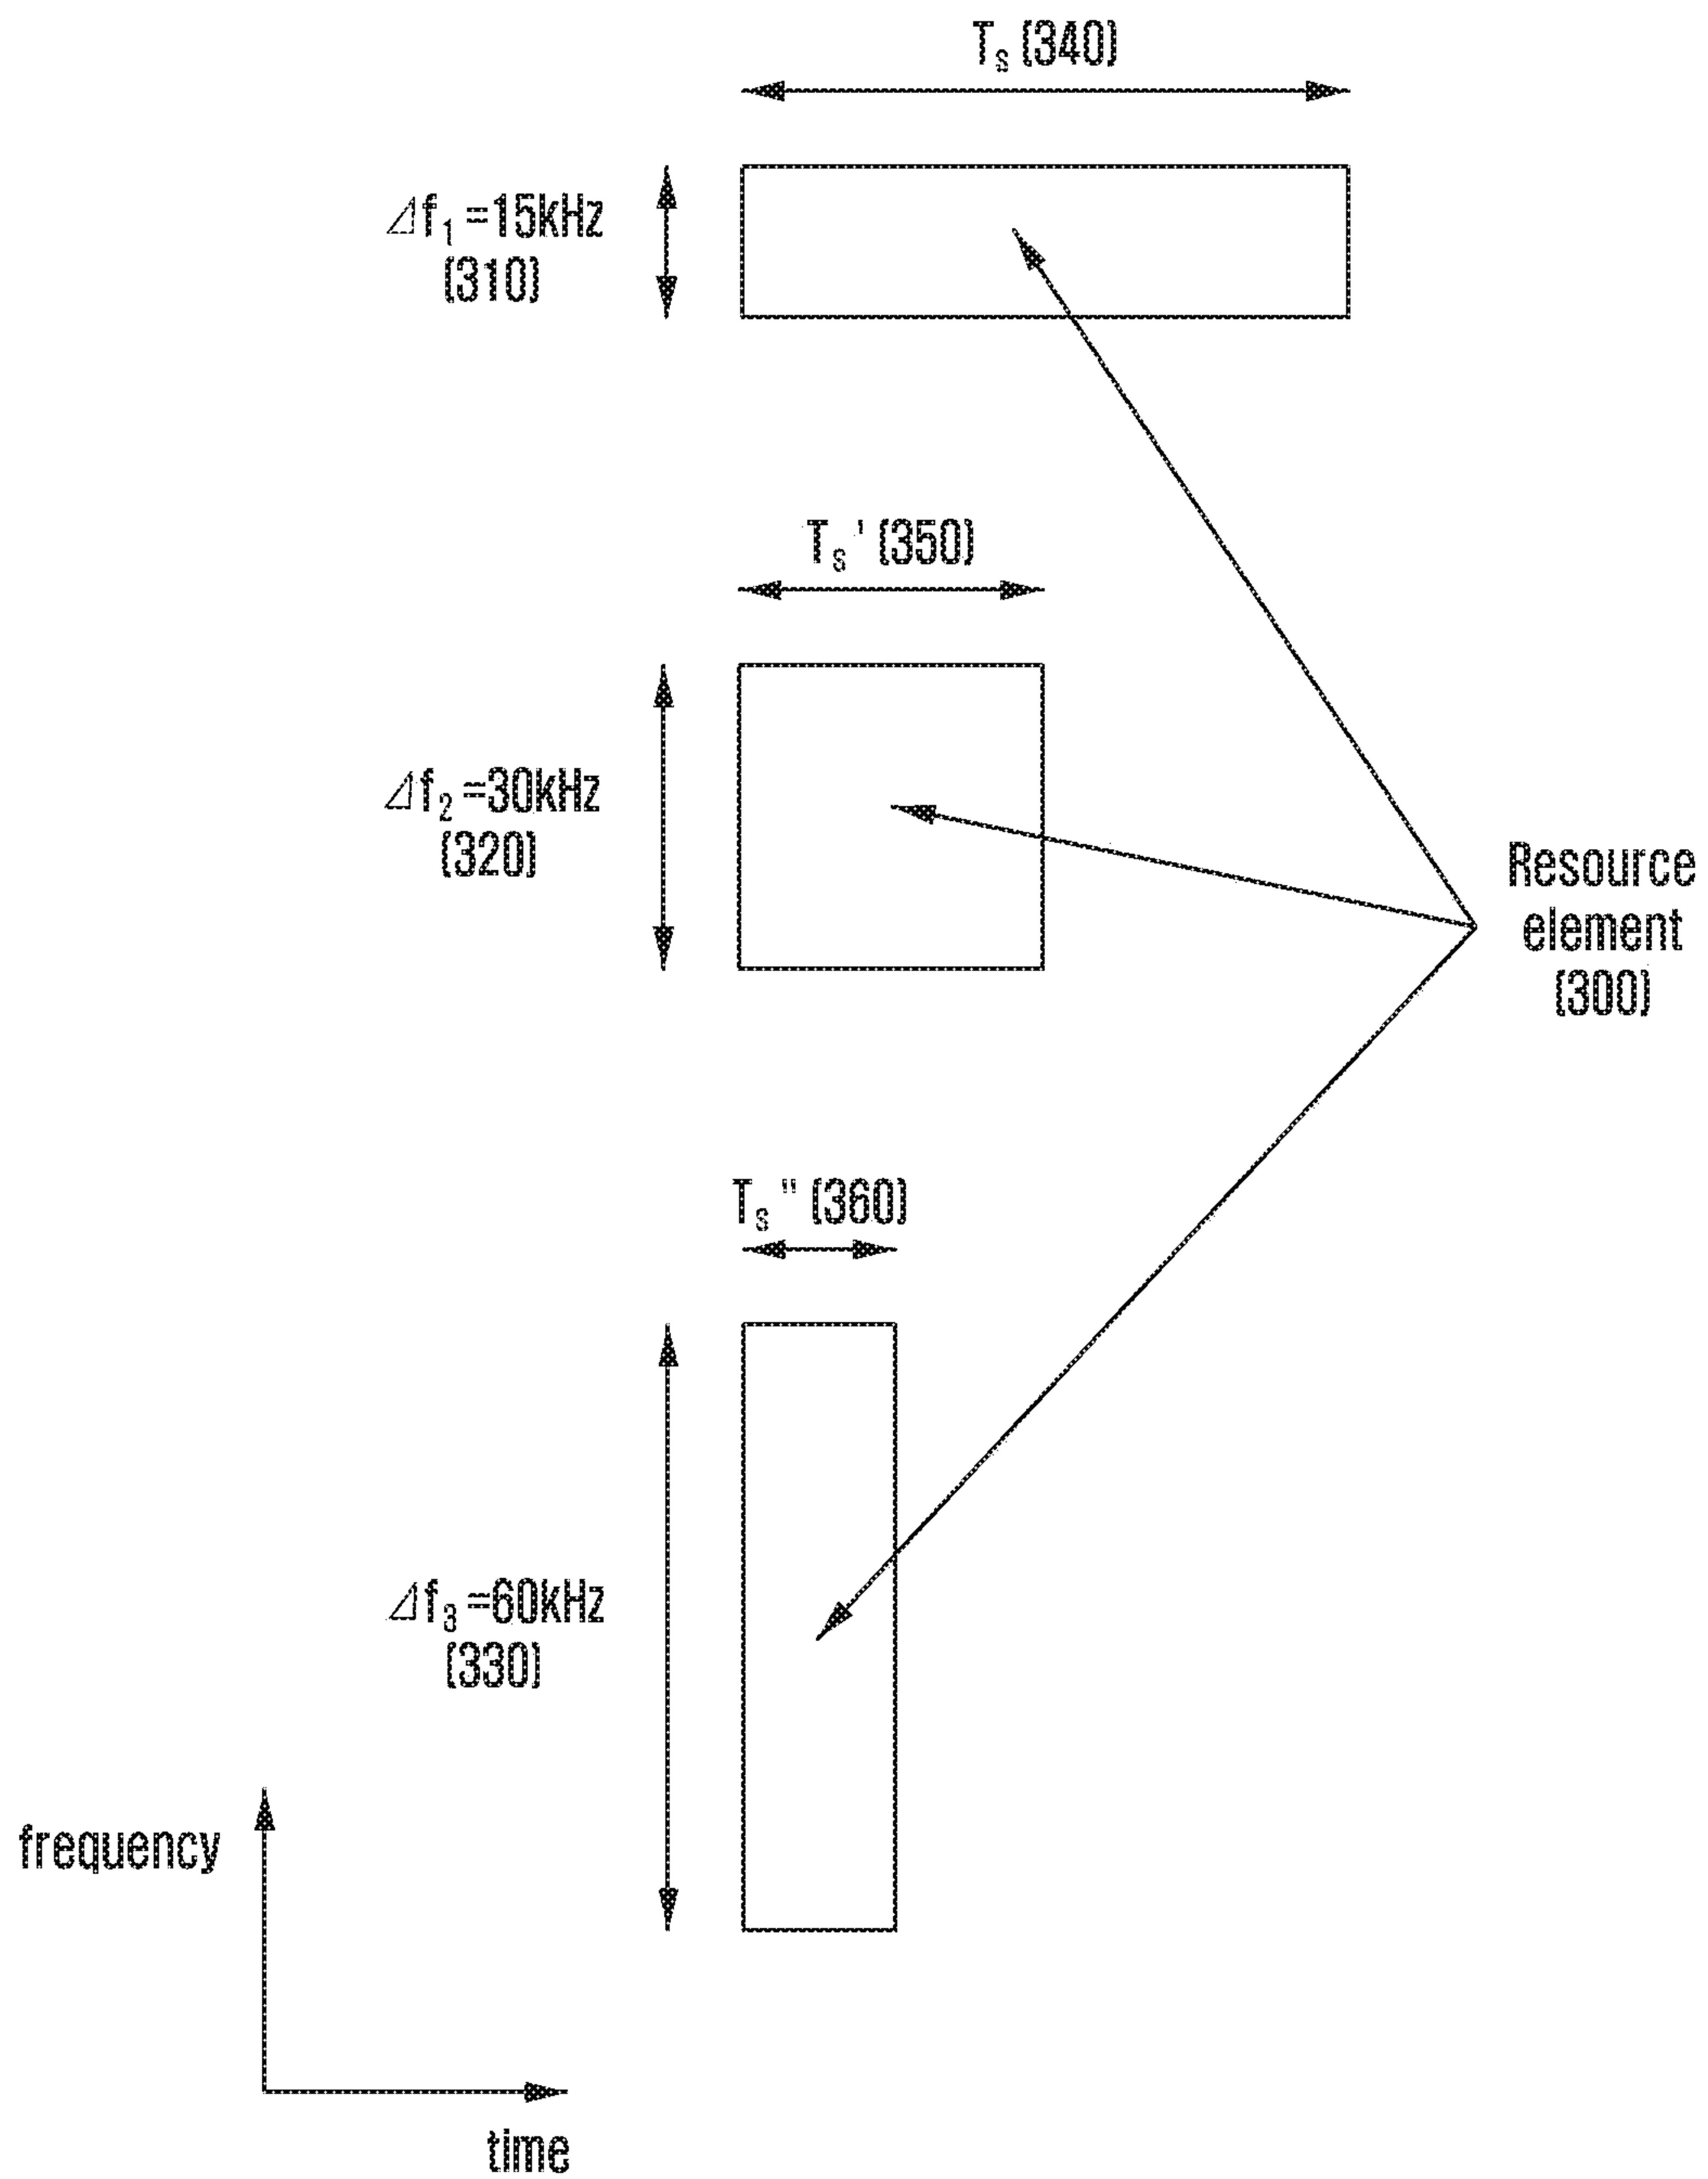 Ts (340)
Δf1 =15kHz
(310)
Ts' (350)
Δf2 =30kHz
(320)
Resource
element
(300)
Ts'' (360)
Δf3 =60kHz
(330)
frequency
time